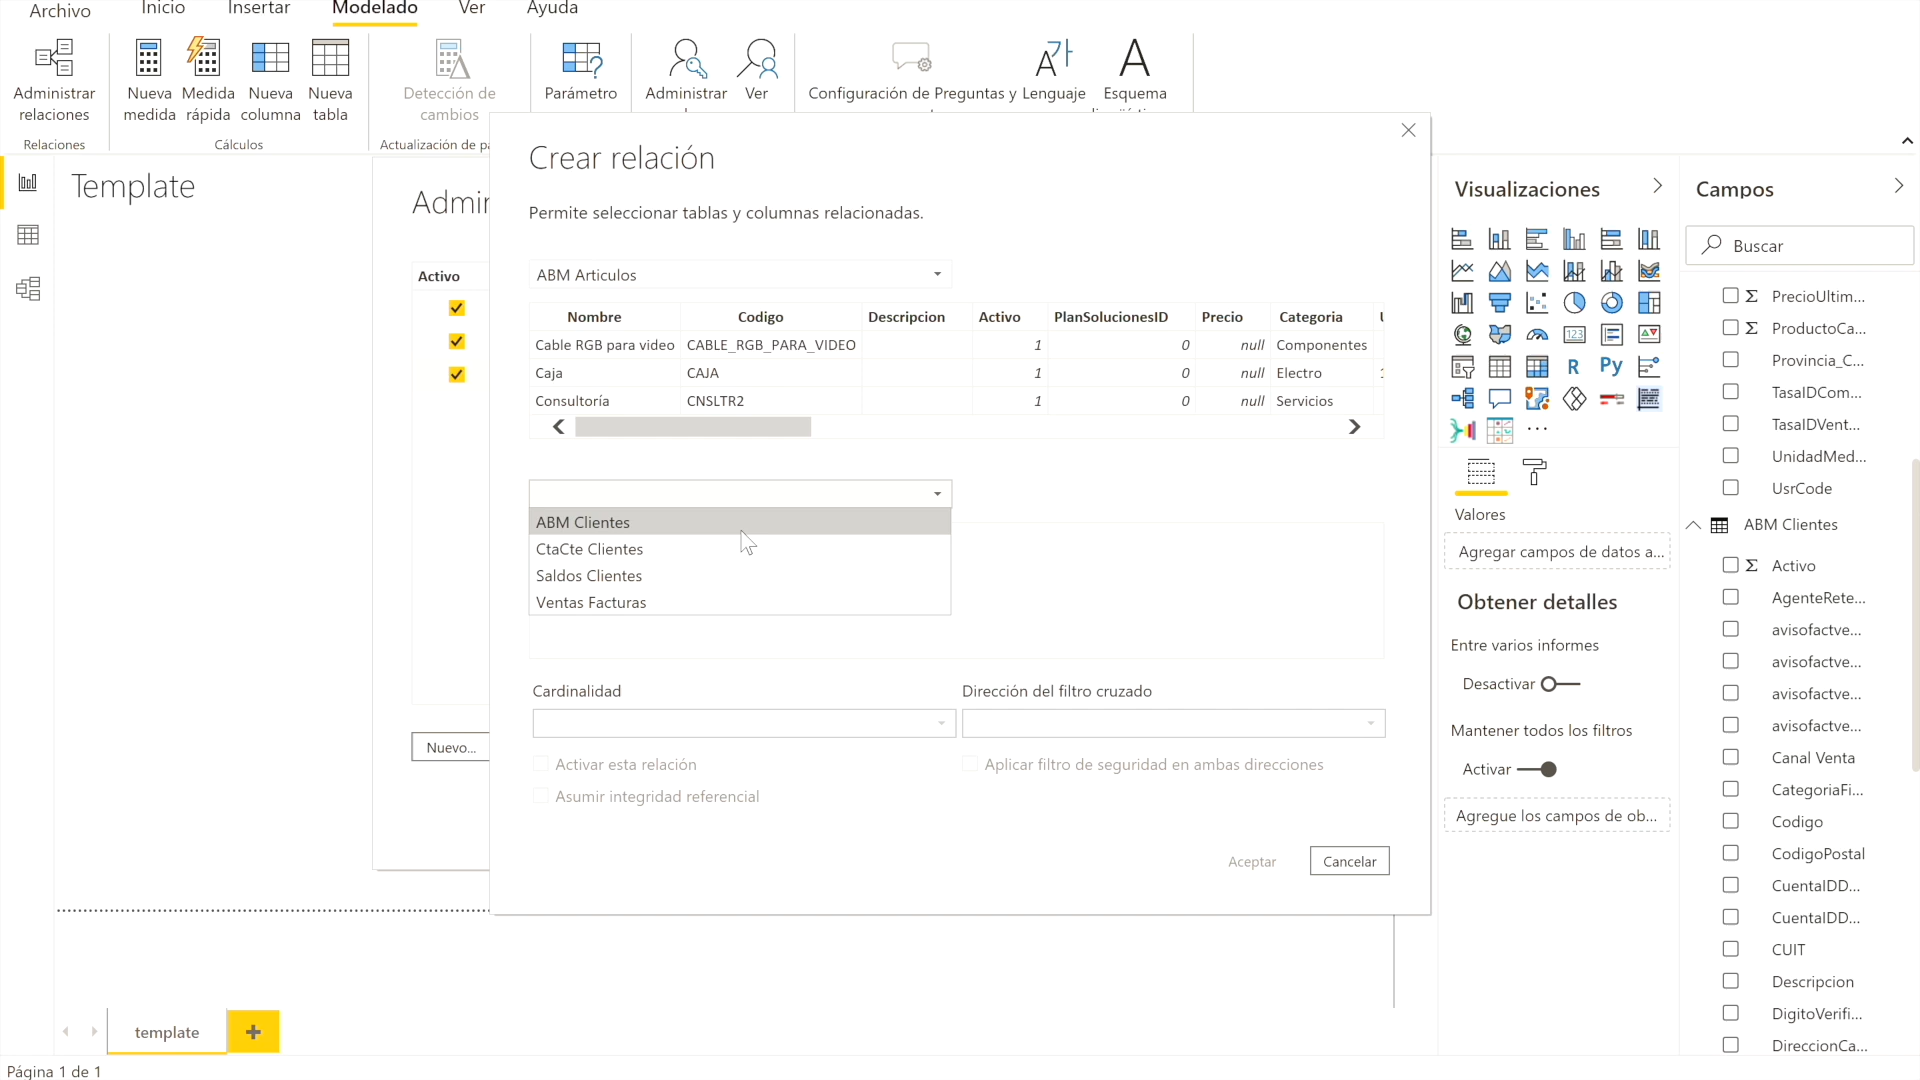 Archivo
Inicio
Insertar
Modelado
Ver
Ayuda
Administrar
relaciones
Nueva
medida
Medida
rápida
Nueva
columna
Nueva
tabla
Detección de
cambios
Parámetro
Administrar
Ver
Configuración de Preguntas y
Lenguaje
Esquema
Relaciones
Cálculos
Actualización de pá
Template
Admin
Activo
Nuevo...
Crear relación
Permite seleccionar tablas y columnas relacionadas.
ABM Articulos
Nombre Codigo Descripcion Activo PlanSolucionesID Precio Categoria
Cable RGB para video CABLE_RGB_PARA_VIDEO 1 0 null Componentes
Caja CAJA 1 0 null Electro
Consultoría CNSLTR2 1 0 null Servicios
ABM Clientes
CtaCte Clientes
Saldos Clientes
Ventas Facturas
Cardinalidad
Dirección del filtro cruzado
Activar esta relación
Aplicar filtro de seguridad en ambas direcciones
Asumir integridad referencial
Aceptar
Cancelar
Visualizaciones
123
R
Py
...
Valores
Agregar campos de datos a...
Obtener detalles
Entre varios informes
Desactivar
Mantener todos los filtros
Activar
Agregue los campos de ob...
Campos
Buscar
Σ PrecioUltim...
Σ ProductoCa...
Provincia_C...
TasaIDCom...
TasaIDVent...
UnidadMed...
UsrCode
ABM Clientes
Σ Activo
AgenteRete...
avisofactve...
avisofactve...
avisofactve...
avisofactve...
Canal Venta
CategoriaFi...
Codigo
CodigoPostal
CuentaIDD...
CuentaIDD...
CUIT
Descripcion
DigitoVerifi...
DireccionCa...
template
+
Página 1 de 1